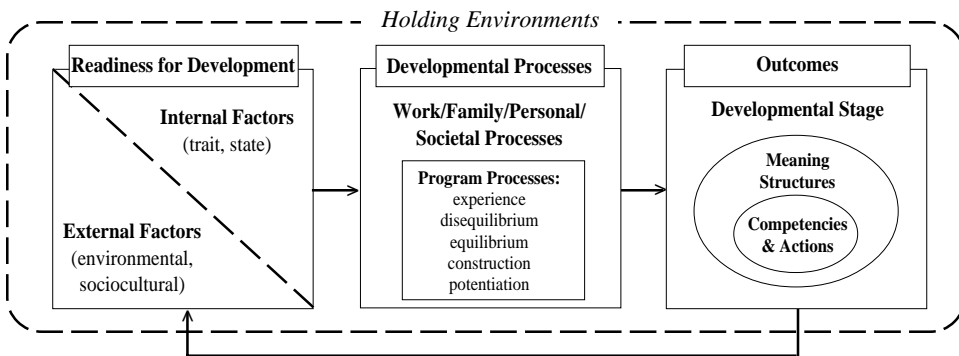 Holding Environments
Readiness for Development
Internal Factors
(trait, state)
External Factors
(environmental,
sociocultural)
Developmental Processes
Work/Family/Personal/
Societal Processes
Program Processes:
experience
disequilibrium
equilibrium
construction
potentiation
Outcomes
Developmental Stage
Meaning
Structures
Competencies
& Actions